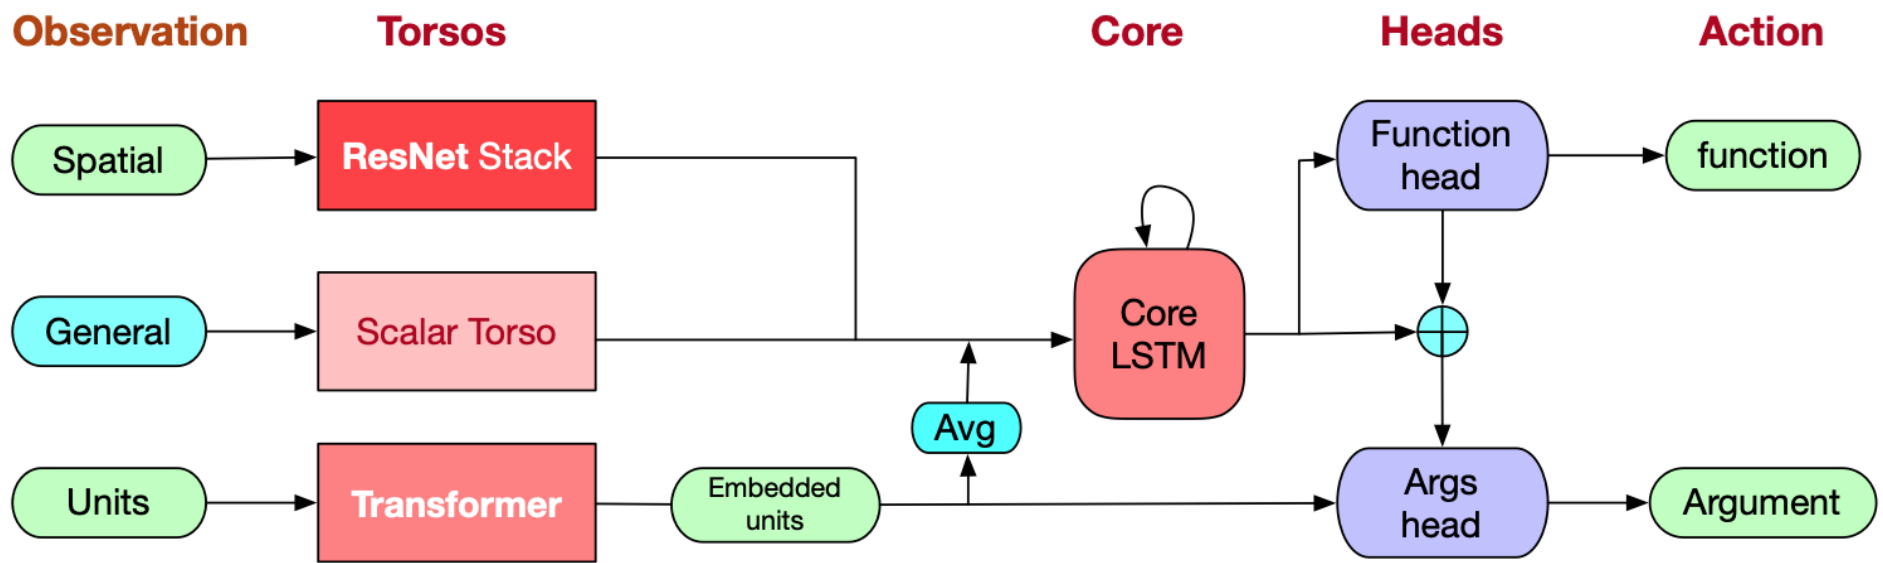 Observation
Torsos
Core
Heads
Action
Spatial
ResNet Stack
Function
head
function
General
Scalar Torso
Core
LSTM
Avg
Units
Transformer
Embedded
units
Args
head
Argument